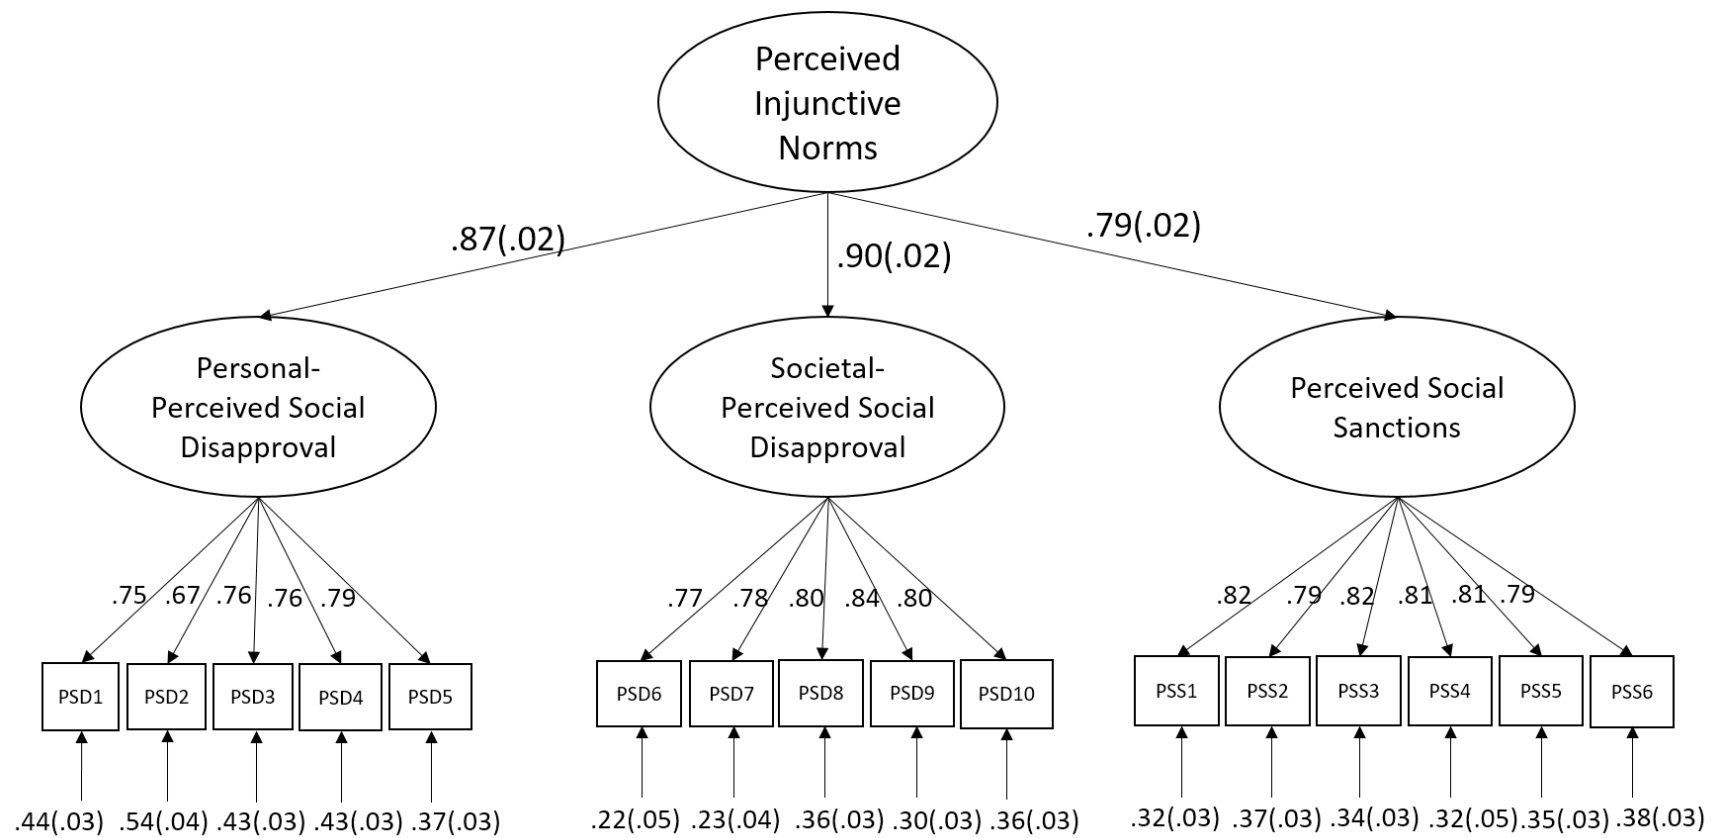 Perceived
Injunctive
Norms
.87(.02)
.90(.02)
.79(.02)
Personal-
Perceived Social
Disapproval
Societal-
Perceived Social
Disapproval
Perceived Social
Sanctions
.75 .67 .76 .76 .79
.77 .78 .80 .84 .80
.82 .79 .82 .81 .81 .79
PSD1 PSD2 PSD3 PSD4 PSD5
PSD6 PSD7 PSD8 PSD9 PSD10
PSS1 PSS2 PSS3 PSS4 PSS5 PSS6
.44(.03) .54(.04) .43(.03) .43(.03) .37(.03)
.22(.05) .23(.04) .36(.03) .30(.03) .36(.03)
.32(.03) .37(.03) .34(.03) .32(.05) .35(.03) .38(.03)